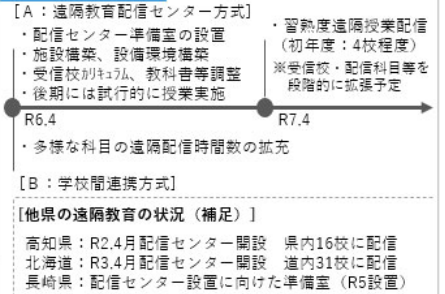 [A：遠隔教育配信センター方式]
・配信センター準備室の設置
・施設構築、設備環境構築
・受信校ｶﾘｷｭﾗﾑ、教科書等調整
・後期には試行的に授業実施
・習熟度遠隔授業配信
（初年度：4枚程度）
※受信校・配信科目等を
段階的に拡張予定
R6.4
R7.4
・多様な科目の遠隔配信時間数の拡充
[B：学校間連携方式]
[他県の遠隔教育の状況（補足）]
高知県：R2.4月配信センター開設　県内16校に配信
北海道：R3.4月配信センター開設　道内31校に配信
長崎県：配信センター設置に向けた準備室（R5設置）